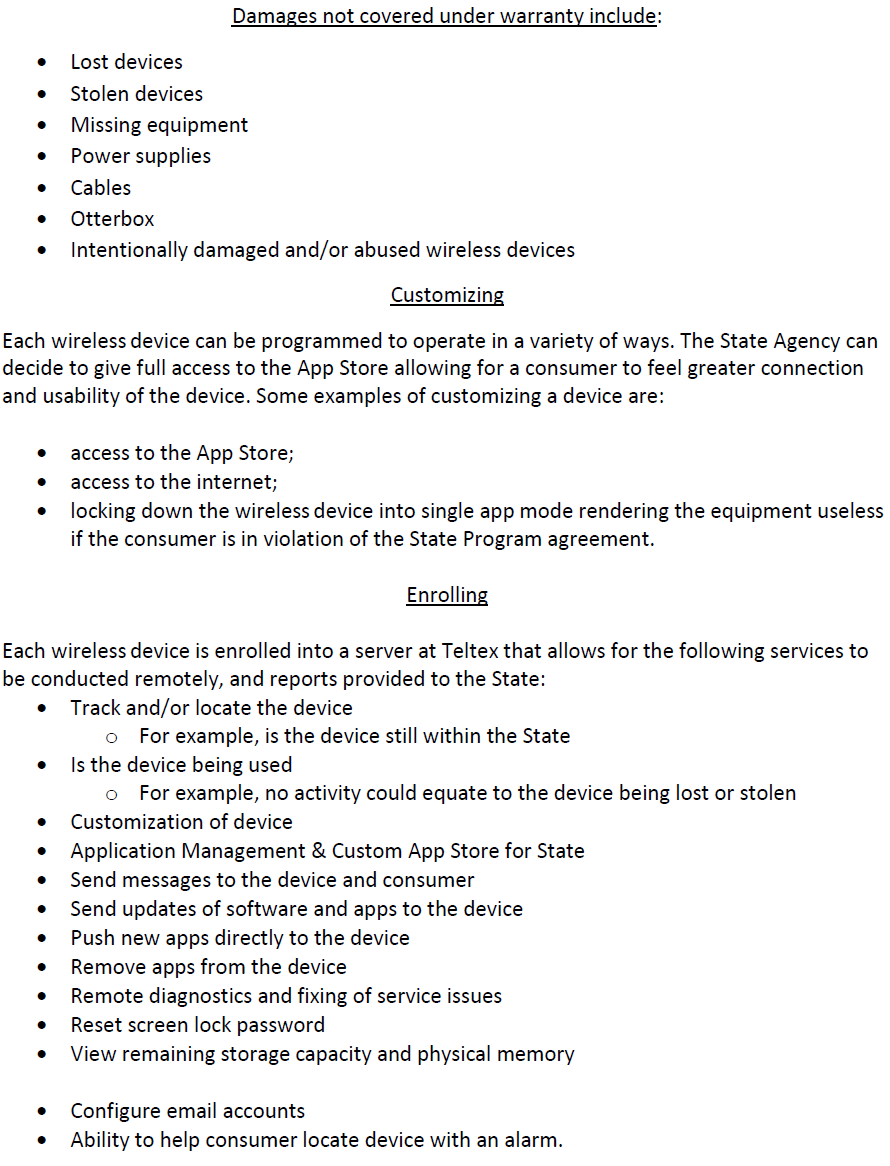 Damages not covered under warranty include:
• Lost devices
• Stolen devices
• Missing equipment
• Power supplies
• Cables
• Otterbox
• Intentionally damaged and/or abused wireless devices
Customizing
Each wireless device can be programmed to operate in a variety of ways. The State Agency can
decide to give full access to the App Store allowing for a consumer to feel greater connection
and usability of the device. Some examples of customizing a device are:
• access to the App Store;
• access to the internet;
• locking down the wireless device into single app mode rendering the equipment useless
if the consumer is in violation of the State Program agreement.
Enrolling
Each wireless device is enrolled into a server at Teltex that allows for the following services to
be conducted remotely, and reports provided to the State:
• Track and/or locate the device
o For example, is the device still within the State
• Is the device being used
o For example, no activity could equate to the device being lost or stolen
• Customization of device
• Application Management & Custom App Store for State
• Send messages to the device and consumer
• Send updates of software and apps to the device
• Push new apps directly to the device
• Remove apps from the device
• Remote diagnostics and fixing of service issues
• Reset screen lock password
• View remaining storage capacity and physical memory
• Configure email accounts
• Ability to help consumer locate device with an alarm.